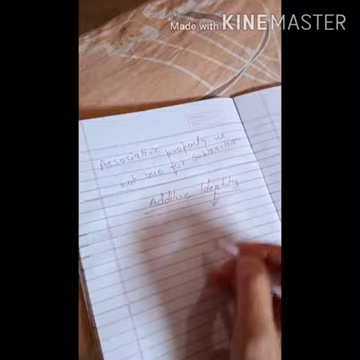 Made with KINEMASTER
Associative property is
not true for subtraction
Additive Identity